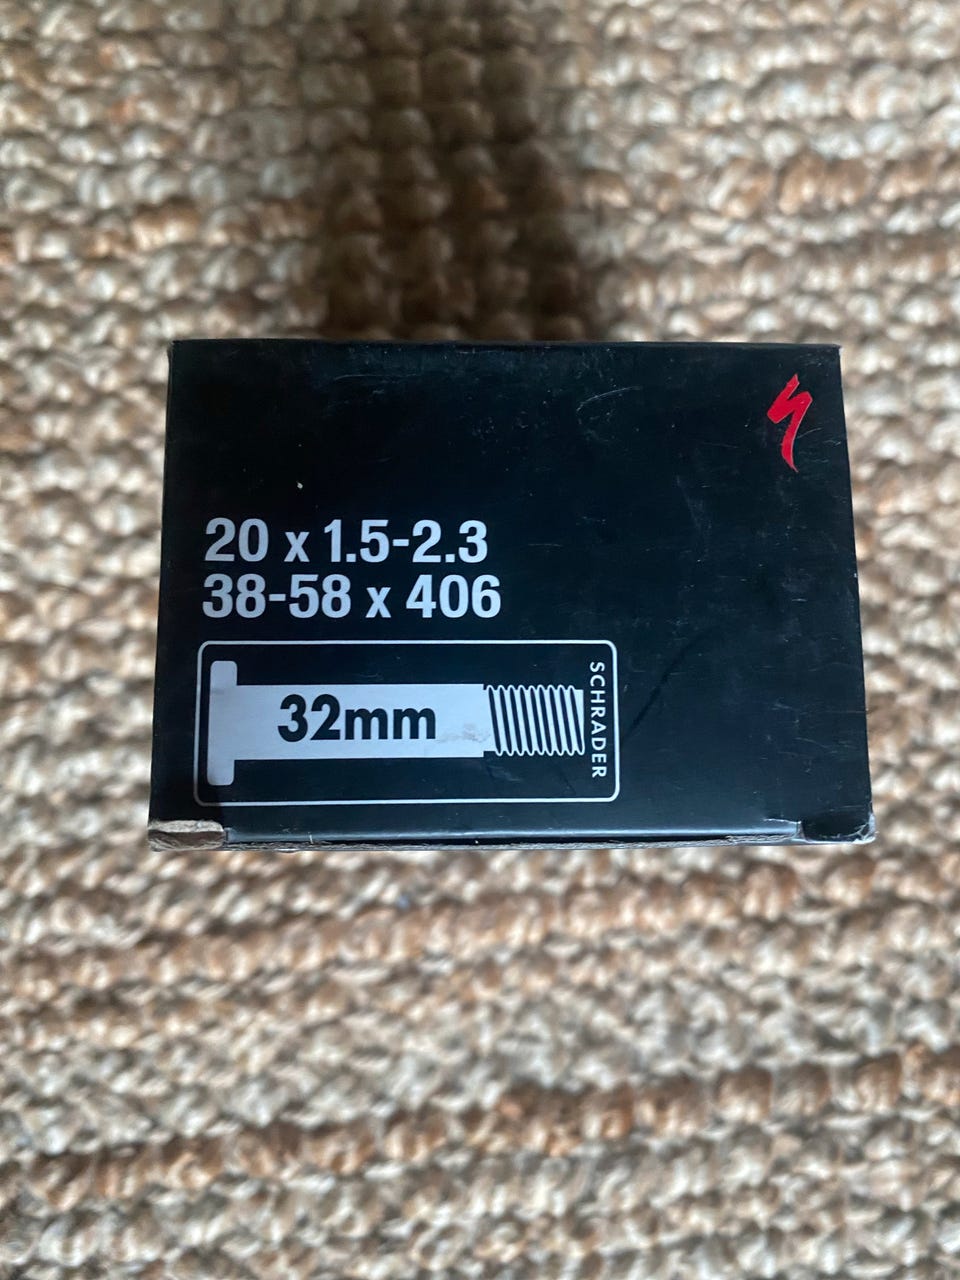 20 x 1.5-2.3
38-58 x 406
32mm
SCHRADER